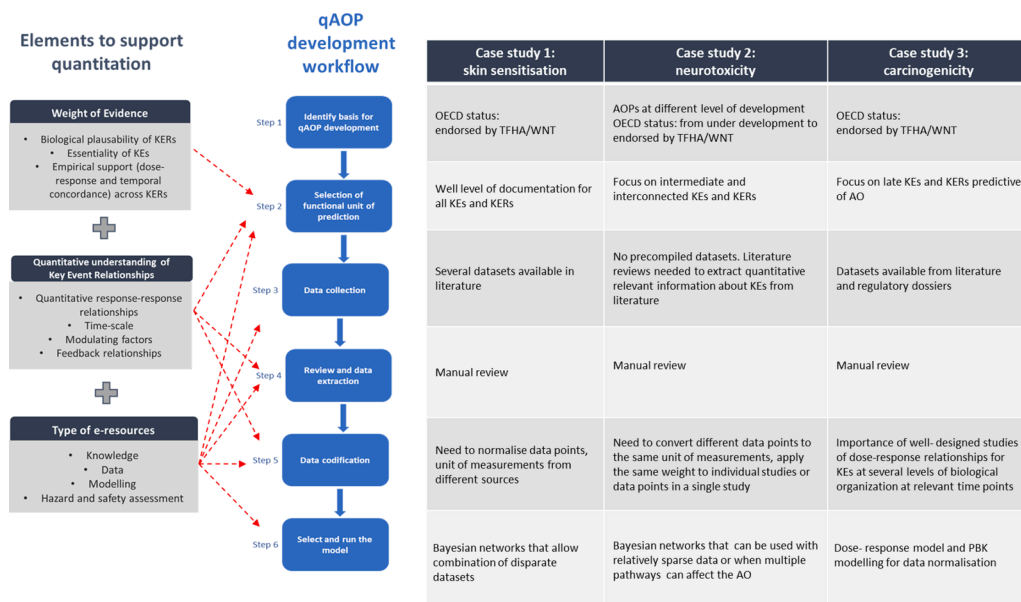 Elements to support
quantitation
Weight of Evidence
• Biological plausability of KERs
• Essentiality of KEs
• Empirical support (dose-
response and temporal
concordance) across KERs
Quantitative understanding of
Key Event Relationships
• Quantitative response-response
relationships
• Time-scale
• Modulating factors
• Feedback relationships
Type of e-resources
• Knowledge
• Data
• Modelling
• Hazard and safety assessment
qAOP
development
workflow
Step 1
Identify basis for
qAOP development
Step 2
Selection of
functional unit of
prediction
Step 3
Data collection
Step 4
Review and data
extraction
Step 5
Data codification
Step 6
Select and run the
model
Case study 1:
skin sensitisation
Case study 2:
neurotoxicity
Case study 3:
carcinogenicity
OECD status:
endorsed by TFHA/WNT
AOPs at different level of development
OECD status: from under development to
endorsed by TFHA/WNT
OECD status:
endorsed by TFHA/WNT
Well level of documentation for
all KEs and KERs
Focus on intermediate and
interconnected KEs and KERs
Focus on late KEs and KERs predictive
of AO
Several datasets available in
literature
No precompiled datasets. Literature
reviews needed to extract quantitative
relevant information about KEs from
literature
Datasets available from literature
and regulatory dossiers
Manual review
Manual review
Manual review
Need to normalise data points,
unit of measurements from
different sources
Need to convert different data points to
the same unit of measurements, apply
the same weight to individual studies or
data points in a single study
Importance of well- designed studies
of dose-response relationships for
KEs at several levels of biological
organization at relevant time points
Bayesian networks that allow
combination of disparate
datasets
Bayesian networks that can be used with
relatively sparse data or when multiple
pathways can affect the AO
Dose- response model and PBK
modelling for data normalisation